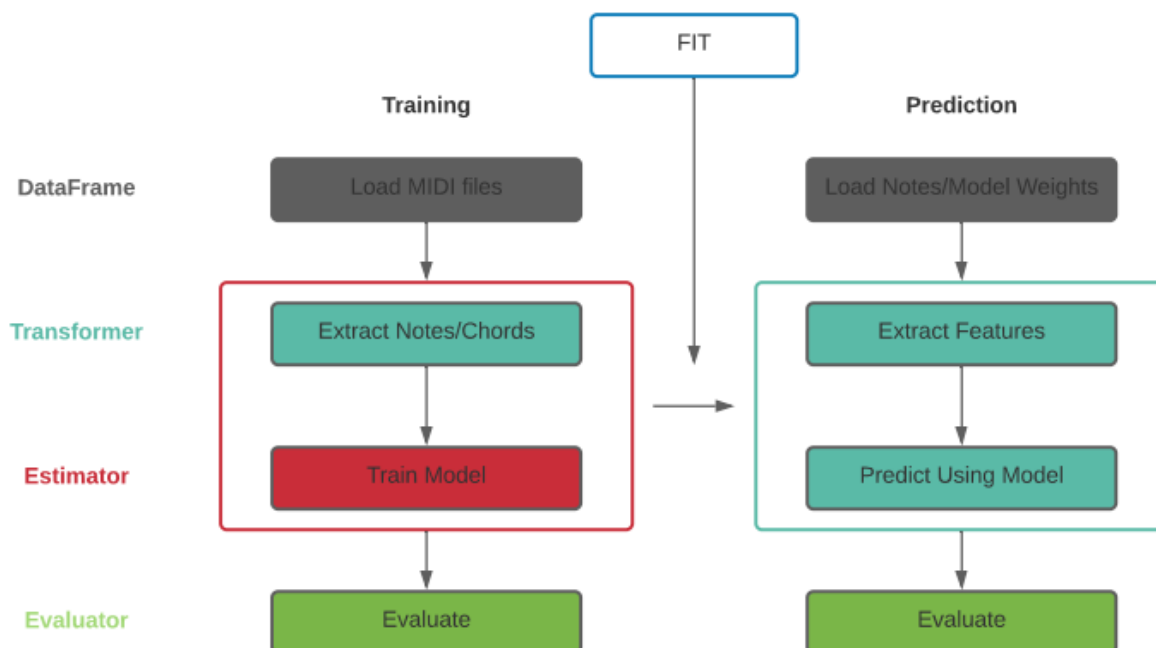 FIT
Training
Prediction
DataFrame
Load MIDI files
Load Notes/Model Weights
Transformer
Extract Notes/Chords
Extract Features
Estimator
Train Model
Predict Using Model
Evaluator
Evaluate
Evaluate